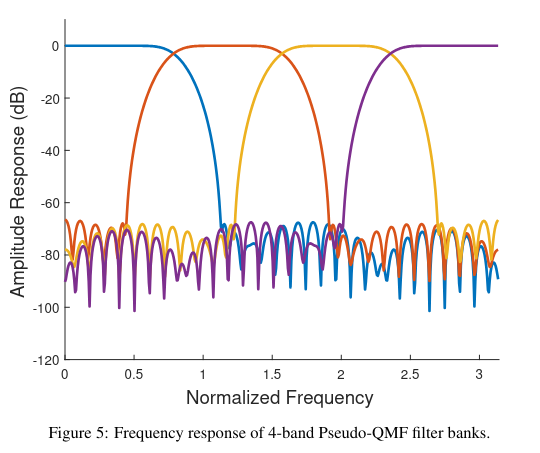 Amplitude Response (dB)
0
-20
-40
-60
-80
-100
-120
0 0.5 1 1.5 2 2.5 3
Normalized Frequency
Figure 5: Frequency response of 4-band Pseudo-QMF filter banks.